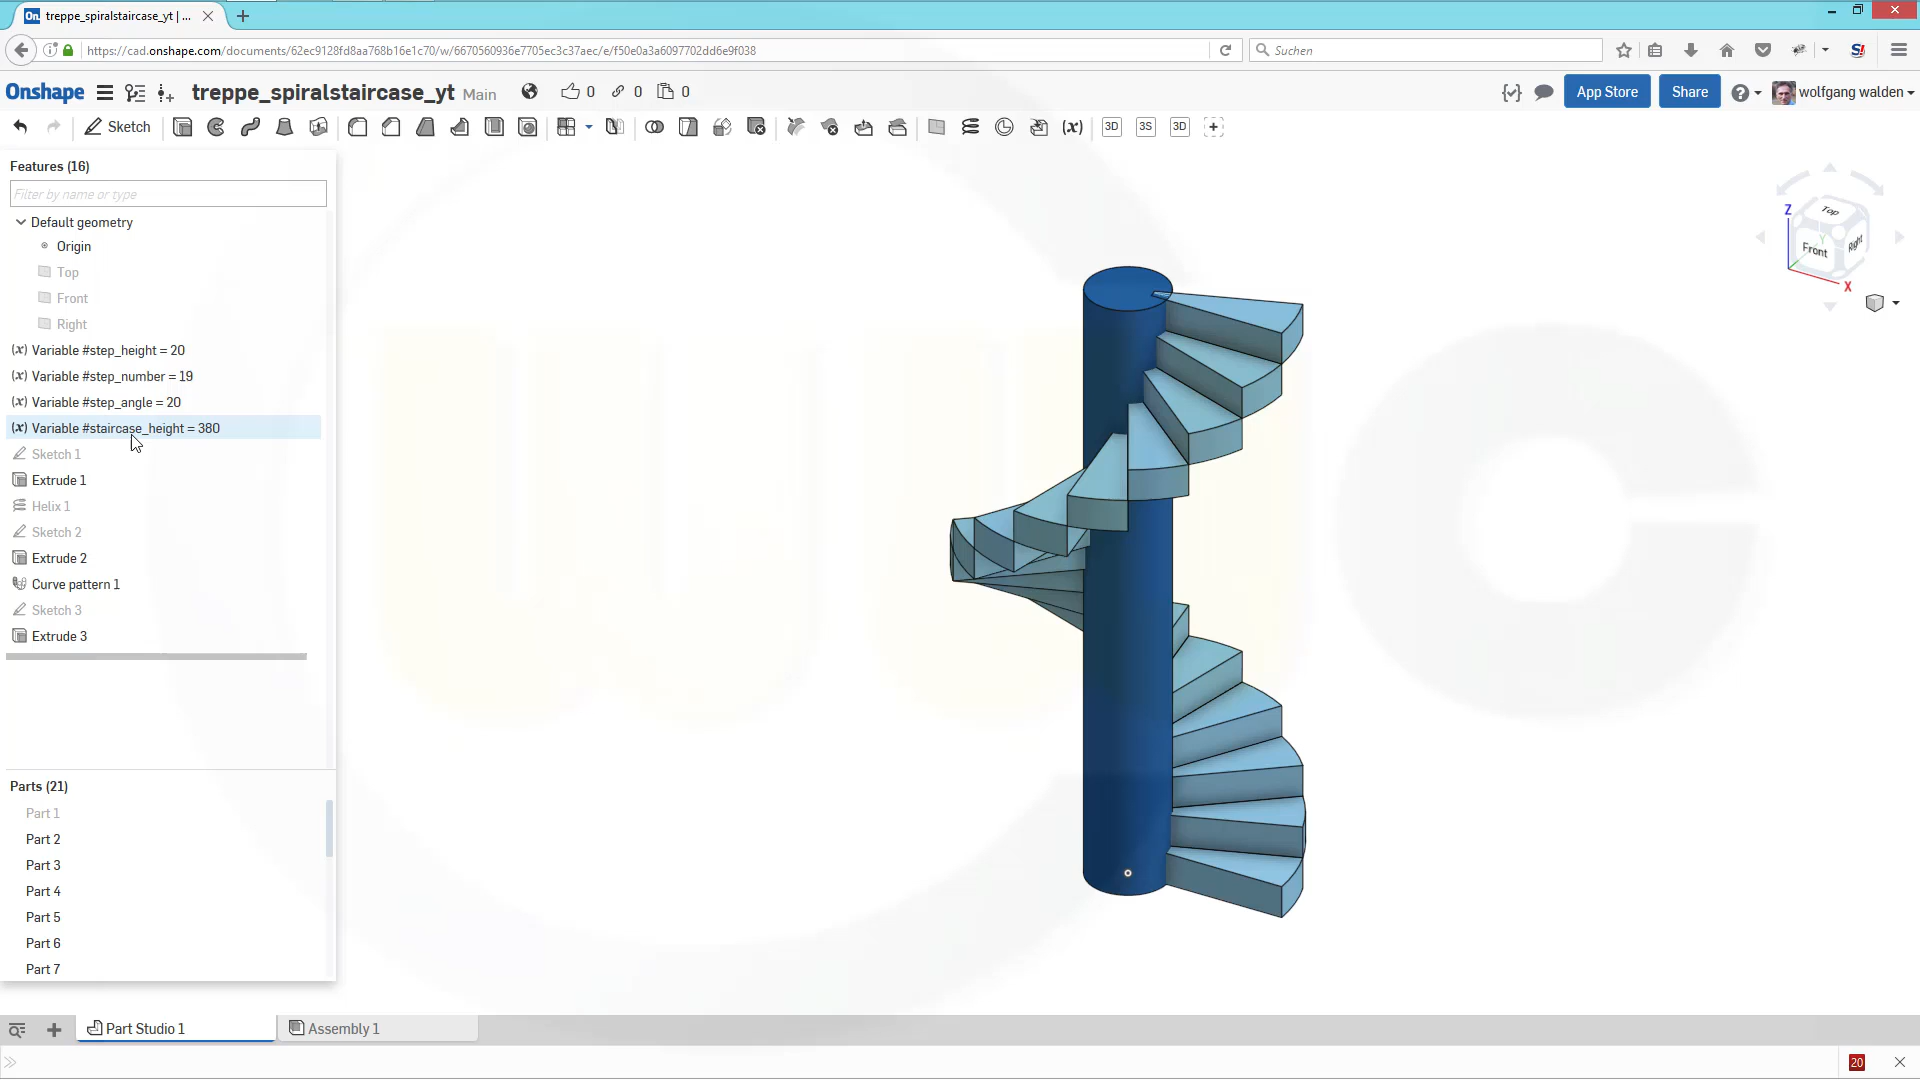 On treppe_spiralstaircase_yt | ...
https://cad.onshape.com/documents/62ec9128fd8aa768b16e1c70/w/6670560936e7705ec3c37aec/e/f50e0a3a6097702dd6e9f038
Suchen
S!
Onshape
treppe_spiralstaircase_yt Main
0
0
0
App Store
Share
wolfgang walden
Sketch
(x)
3D
3S
3D
Features (16)
Filter by name or type
Default geometry
Origin
Top
Front
Right
(x) Variable #step_height = 20
(x) Variable #step_number = 19
(x) Variable #step_angle = 20
(x) Variable #staircase_height = 380
Sketch 1
Extrude 1
Helix 1
Sketch 2
Extrude 2
Curve pattern 1
Sketch 3
Extrude 3
Parts (21)
Part 1
Part 2
Part 3
Part 4
Part 5
Part 6
Part 7
Z
Top
Y
Front
Right
X
Part Studio 1
Assembly 1
20